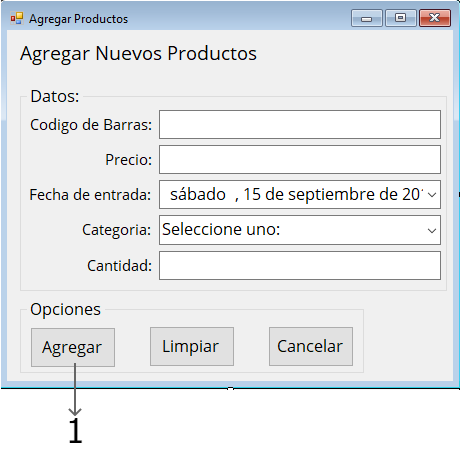 Agregar Productos
Agregar Nuevos Productos
Datos:
Codigo de Barras:
Precio:
Fecha de entrada: sábado , 15 de septiembre de 20
Categoria: Seleccione uno:
Cantidad:
Opciones
Agregar Limpiar Cancelar
1